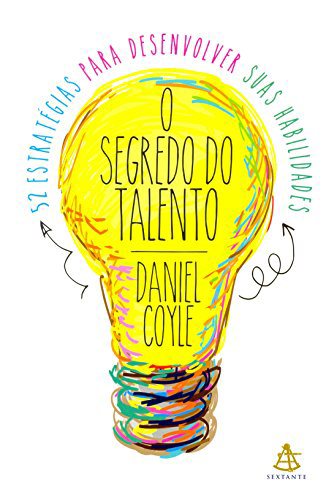 52 ESTRATÉGIAS PARA DESENVOLVER SUAS HABILIDADES
O
SEGREDO DO
TALENTO
DANIEL
COYLE
SEXTANTE